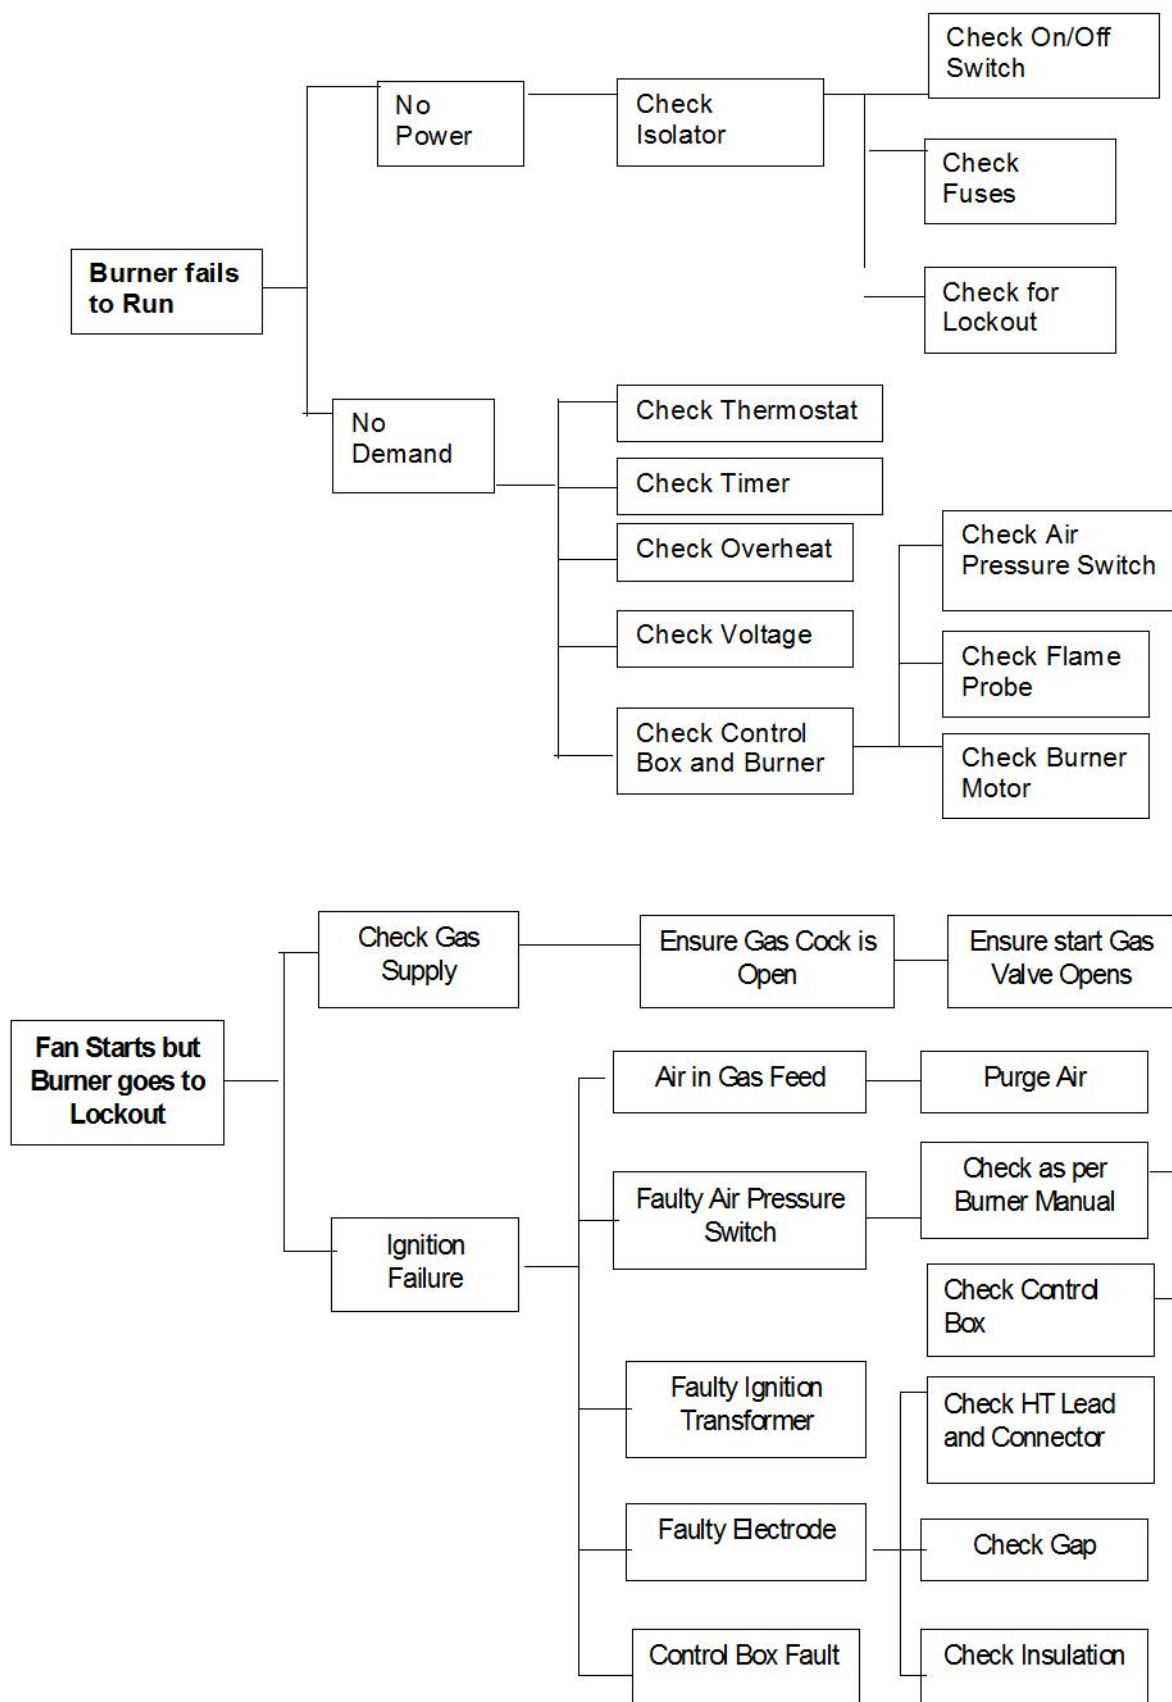 Check On/Off
Switch
No
Power
Check
Isolator
Check
Fuses
Burner fails
to Run
Check for
Lockout
No
Demand
Check Thermostat
Check Timer
Check Overheat
Check Voltage
Check Control
Box and Burner
Check Air
Pressure Switch
Check Flame
Probe
Check Burner
Motor
Check Gas
Supply
Ensure Gas Cock is
Open
Ensure start Gas
Valve Opens
Fan Starts but
Burner goes to
Lockout
Air in Gas Feed
Purge Air
Faulty Air Pressure
Switch
Check as per
Burner Manual
Ignition
Failure
Check Control
Box
Faulty Ignition
Transformer
Check HT Lead
and Connector
Faulty Electrode
Check Gap
Control Box Fault
Check Insulation